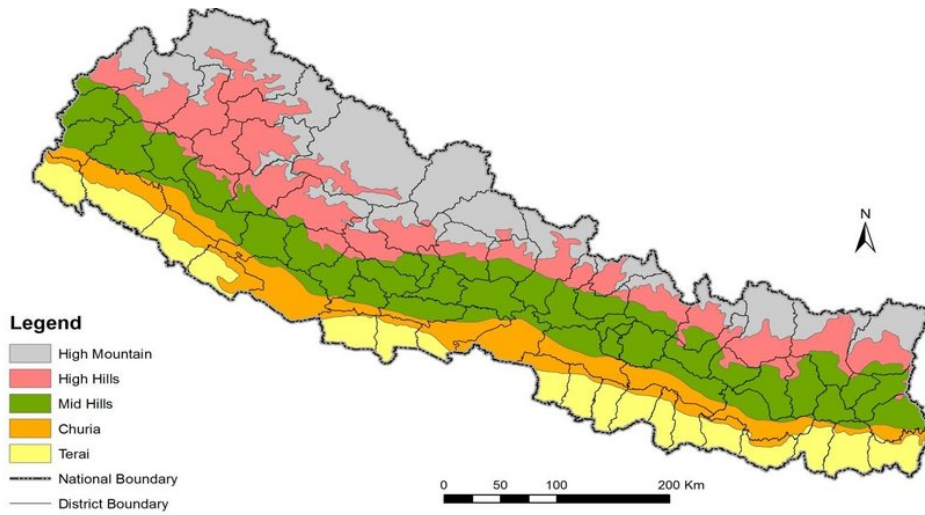 N
Legend
High Mountain
High Hills
Mid Hills
Churia
Terai
National Boundary
District Boundary
0 50 100 200 Km